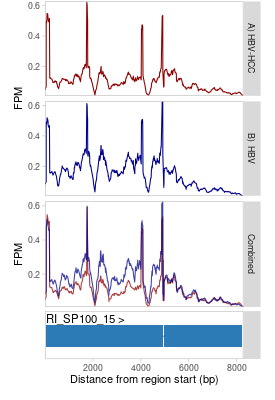 0.6
0.4
0.2
FPM
A) HBV-HCC
0.6
0.4
0.2
FPM
B) HBV
0.6
0.4
0.2
FPM
Combined
RI_SP100_15 >
2000 4000 6000 8000
Distance from region start (bp)